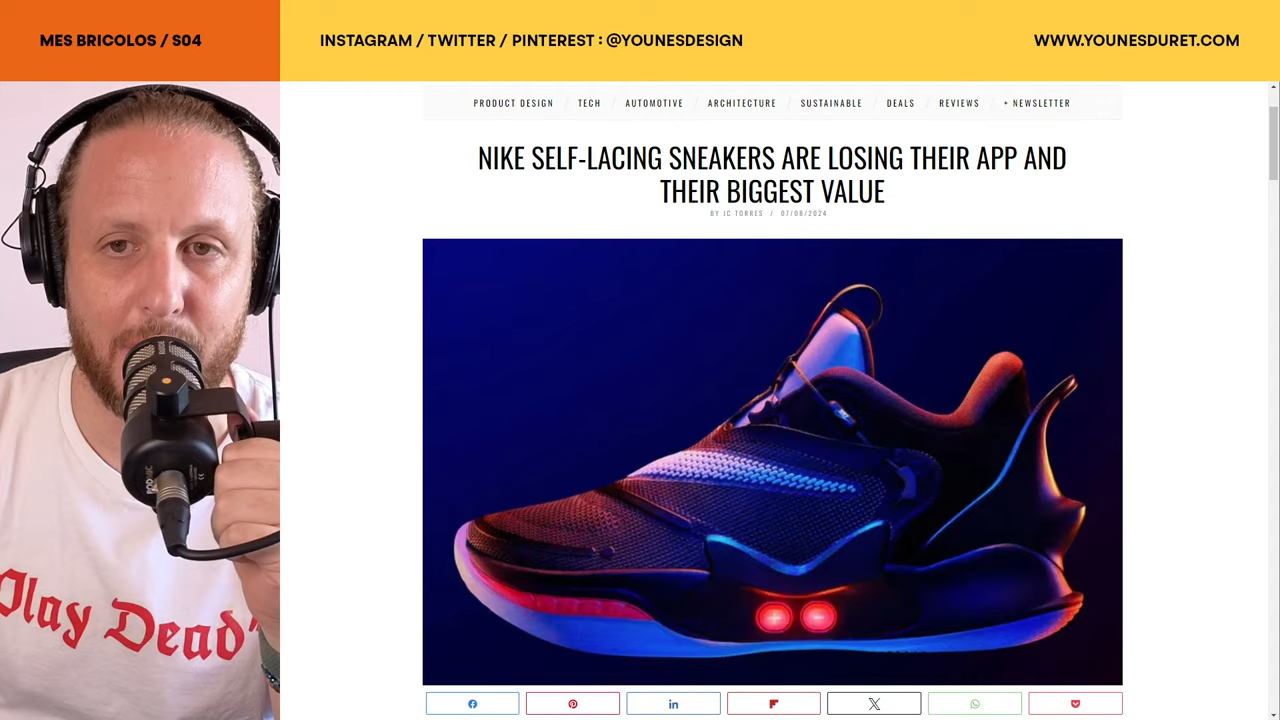 MES BRICOLOS / S04
INSTAGRAM / TWITTER / PINTEREST : @YOUNESDESIGN
WWW.YOUNESDURET.COM
PRODUCT DESIGN / TECH / AUTOMOTIVE / ARCHITECTURE / SUSTAINABLE / DEALS / REVIEWS / + NEWSLETTER
NIKE SELF-LACING SNEAKERS ARE LOSING THEIR APP AND
THEIR BIGGEST VALUE
BY JC TORRES / 07/08/2024
RØDE
PODMIC
Play Dead"